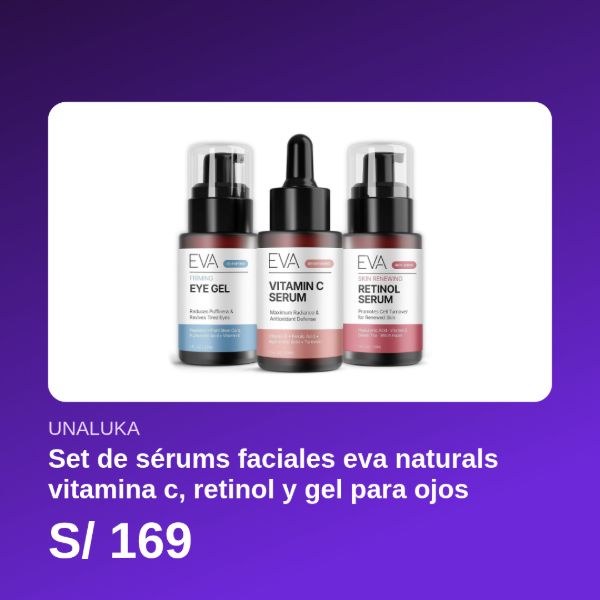 EVA
FIRMING
EYE GEL
Reduces Puffiness &
Revives Tired Eyes
EVA
VITAMIN C
SERUM
Maximum Radiance &
Antioxidant Defense
EVA
SKIN RENEWING
RETINOL
SERUM
Promotes Cell Turnover
for Renewed Skin
UNALUKA
Set de sérums faciales eva naturals
vitamina c, retinol y gel para ojos
S/ 169